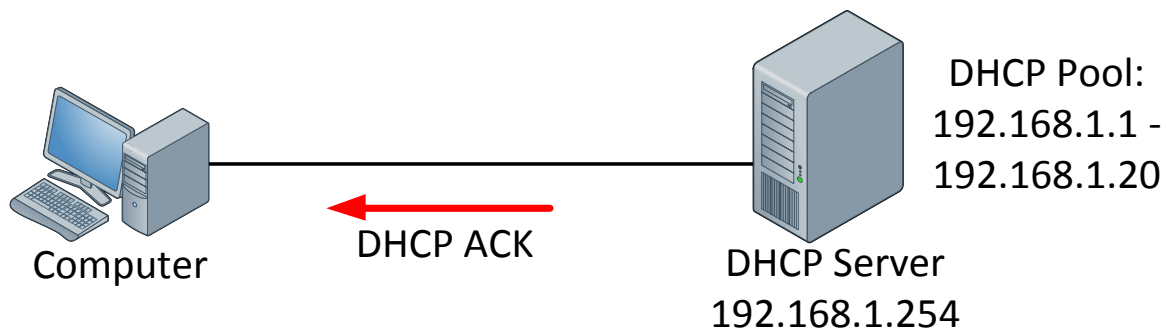 DHCP Pool:
192.168.1.1 -
192.168.1.20
DHCP ACK
Computer
DHCP Server
192.168.1.254